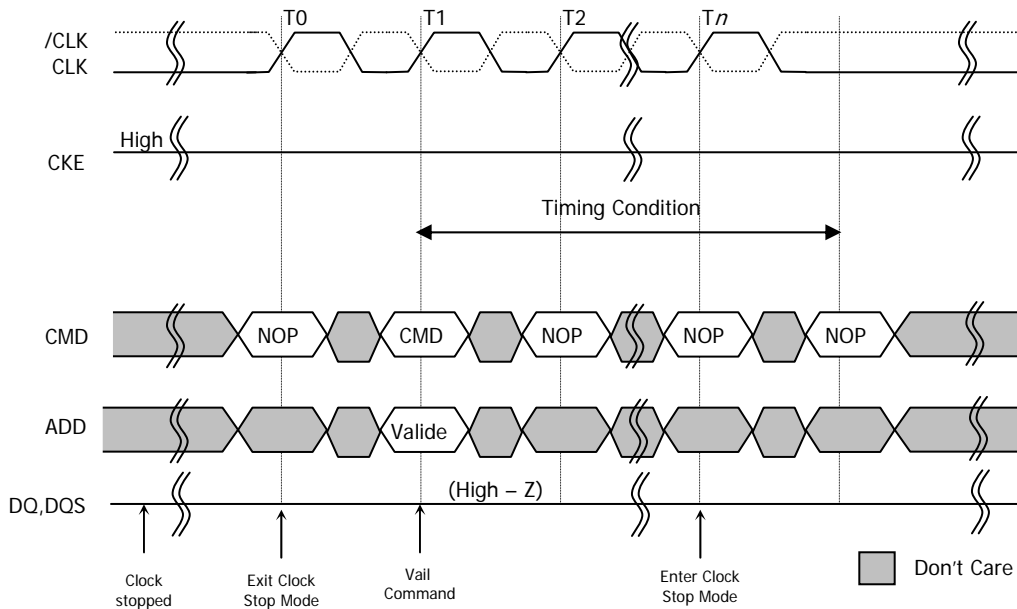 T0 T1 T2 Tn
/CLK
CLK
High
CKE
Timing Condition
CMD NOP CMD NOP NOP NOP
ADD Valide
(High – Z)
DQ,DQS
Clock
stopped
Exit Clock
Stop Mode
Vail
Command
Enter Clock
Stop Mode
Don't Care